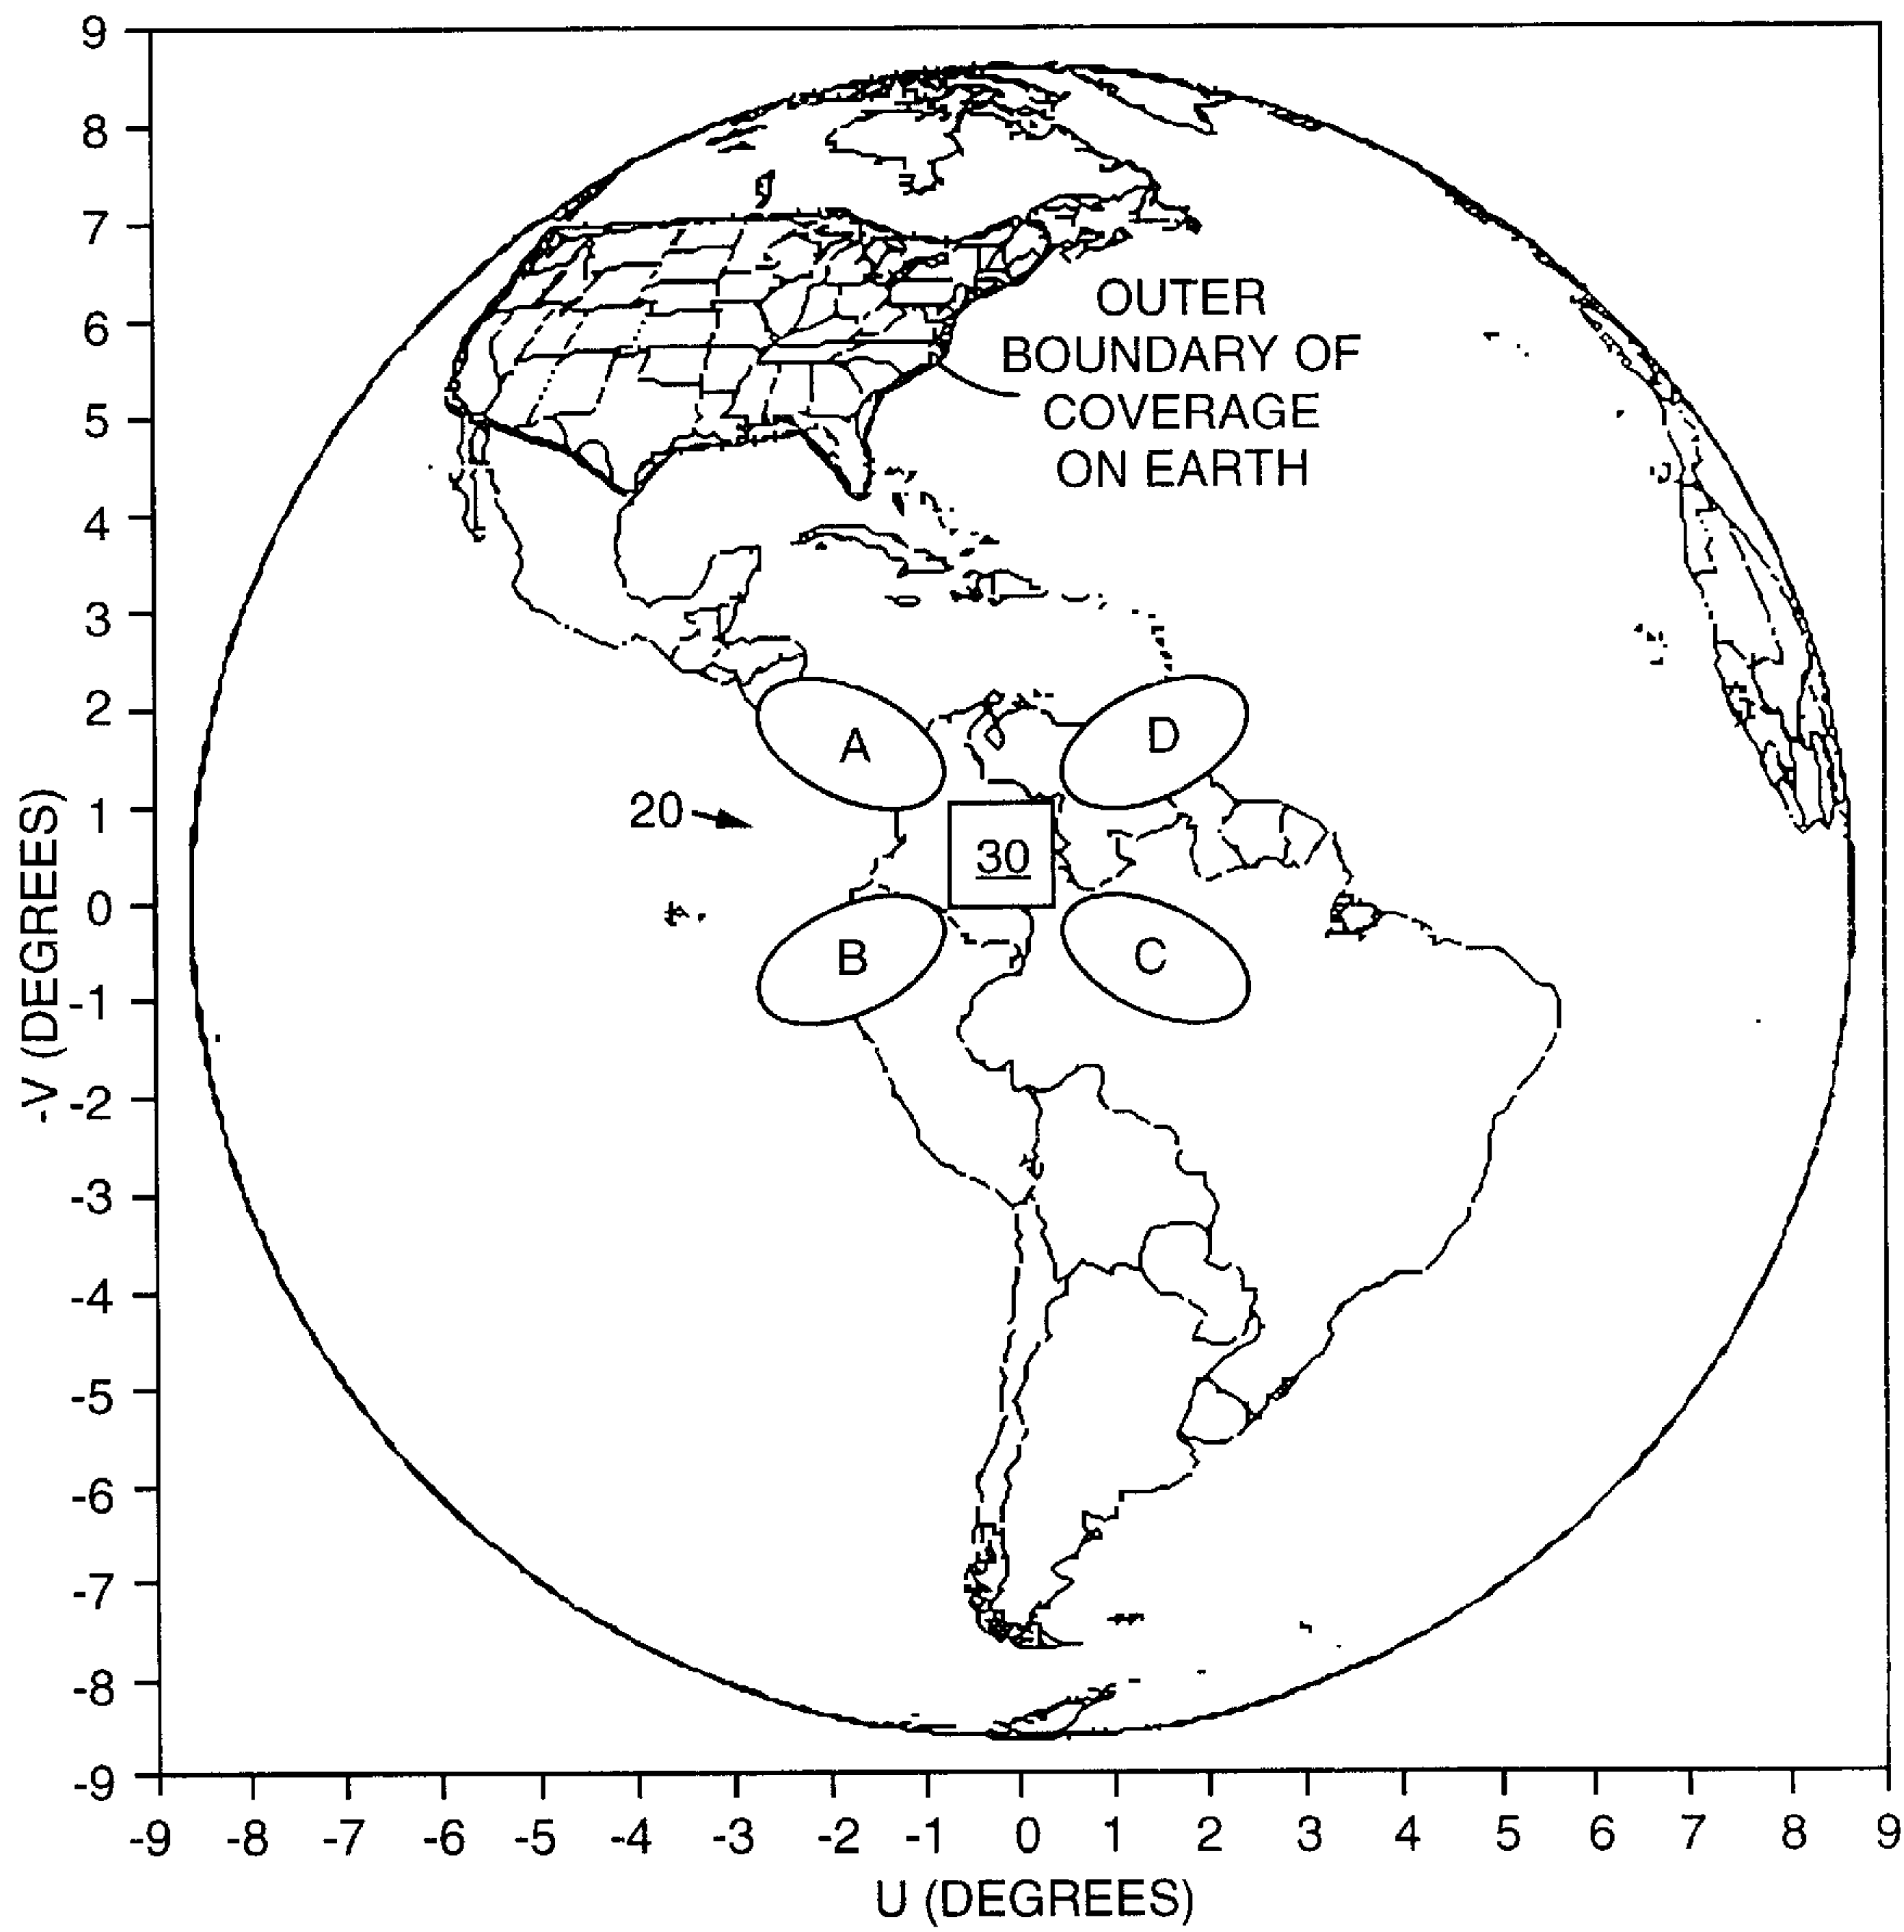 9
8
7
6
5
4
3
2
1
0
-1
-2
-3
-4
-5
-6
-7
-8
-9
-V (DEGREES)
OUTER
BOUNDARY OF
COVERAGE
ON EARTH
A
D
20
30
B
C
-9 -8 -7 -6 -5 -4 -3 -2 -1 0 1 2 3 4 5 6 7 8 9
U (DEGREES)